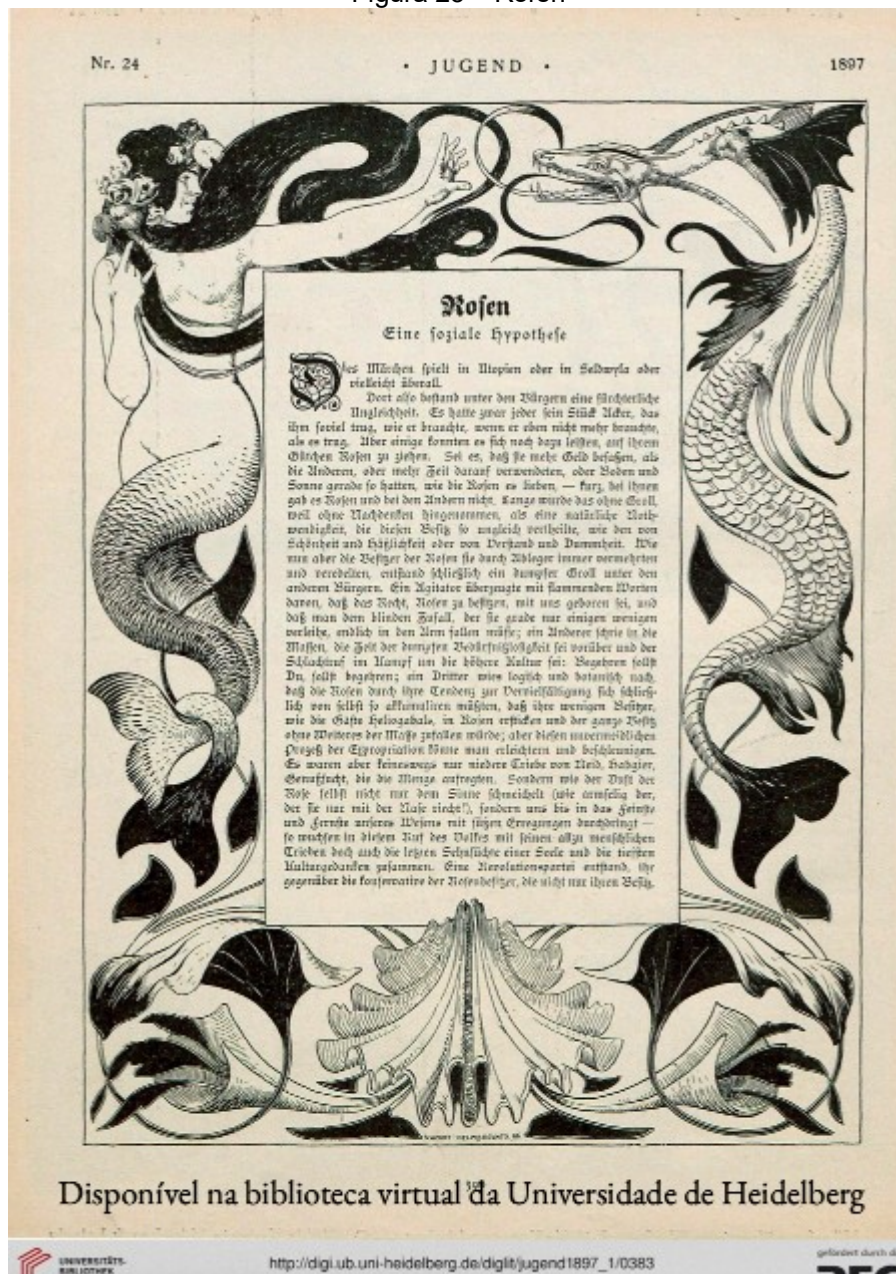 Nr. 24
· JUGEND ·
1897
Rosen
Eine soziale Hypothese
Des Märchen spielt in Utopien oder in Seldwyla oder
vielleicht überall.
Dort also bestand unter den Bürgern eine fürchterliche
Ungleichheit. Es hatte zwar jeder sein Stück Acker, das
ihm soviel trug, wie er brauchte, wenn er eben nicht mehr brauchte,
als es trug. Aber einige konnten es sich noch dazu leisten, auf ihrem
Gütchen Rosen zu ziehen. Sei es, daß sie mehr Geld besaßen, als
die Anderen, oder mehr Zeit darauf verwendeten, oder Boden und
Sonne gerade so hatten, wie die Rosen es lieben, — kurz, bei ihnen
gab es Rosen und bei den Andern nicht. Lange wurde das ohne Groll,
weil ohne Nachdenken hingenommen, als eine natürliche Noth-
wendigkeit, die diesen Besitz so ungleich vertheilte, wie den von
Schönheit und Häßlichkeit oder von Verstand und Dummheit. Wie
nun aber die Besitzer der Rosen sie durch Ableger immer vermehrten
und veredelten, entstand schließlich ein dumpfer Groll unter den
anderen Bürgern. Ein Agitator überzeugte mit flammenden Worten
davon, daß das Recht, Rosen zu besitzen, mit uns geboren sei, und
daß man dem blinden Zufall, der sie grade nur einigen wenigen
verleihe, endlich in den Arm fallen müsse; ein Anderer schrie in die
Massen, die Zeit der dumpfen Bedürfnißlosigkeit sei vorüber und der
Schlachtruf im Kampf um die höhere Kultur sei: Begehren sollst
Du, sollst begehren; ein Dritter wies logisch und botanisch nach,
daß die Rosen durch ihre Tendenz zur Vervielfältigung sich schließ-
lich von selbst so akkumuliren müßten, daß ihre wenigen Besitzer,
wie die Gäste Heliogabals, in Rosen ersticken und der ganze Besitz
ohne Weiteres der Masse zufallen würde; aber diesen unvermeidlichen
Prozeß der Expropriation könne man erleichtern und beschleunigen.
Es waren aber keineswegs nur niedere Triebe von Neid, Habgier,
Genußsucht, die die Menge aufregten. Sondern wie der Duft der
Rose selbst nicht nur dem Sinne schmeichelt (wie armselig der,
der sie nur mit der Nase riecht!), sondern uns bis in das Feinste
und Fernste unseres Wesens mit süßen Erregungen durchdringt —
so wuchsen in diesem Ruf des Volkes mit seinen allzu menschlichen
Trieben doch auch die letzten Sehnsüchte einer Seele und die tiefsten
Kulturgedanken zusammen. Eine Revolutionspartei entstand, ihr
gegenüber die konservative der Rosenbesitzer, die nicht nur ihren Besitz,
Disponível na biblioteca virtual da Universidade de Heidelberg
UNIVERSITÄTS-
BIBLIOTHEK
http://digi.ub.uni-heidelberg.de/diglit/jugend1897_1/0383
gefördert durch